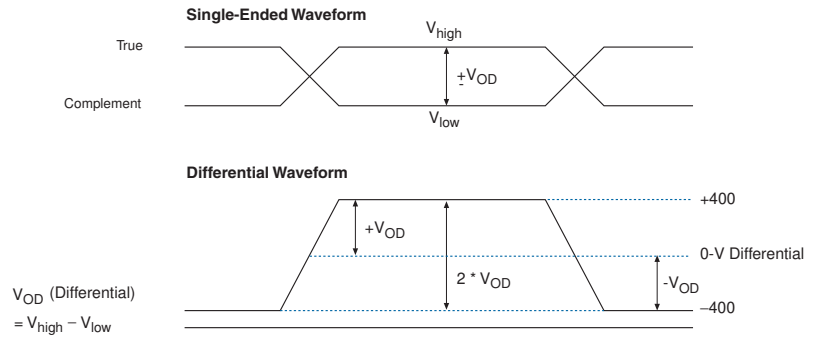 Single-Ended Waveform
V_high
True
±V_OD
Complement
V_low
Differential Waveform
+400
+V_OD
0-V Differential
2 * V_OD
-V_OD
V_OD (Differential)
–400
= V_high – V_low